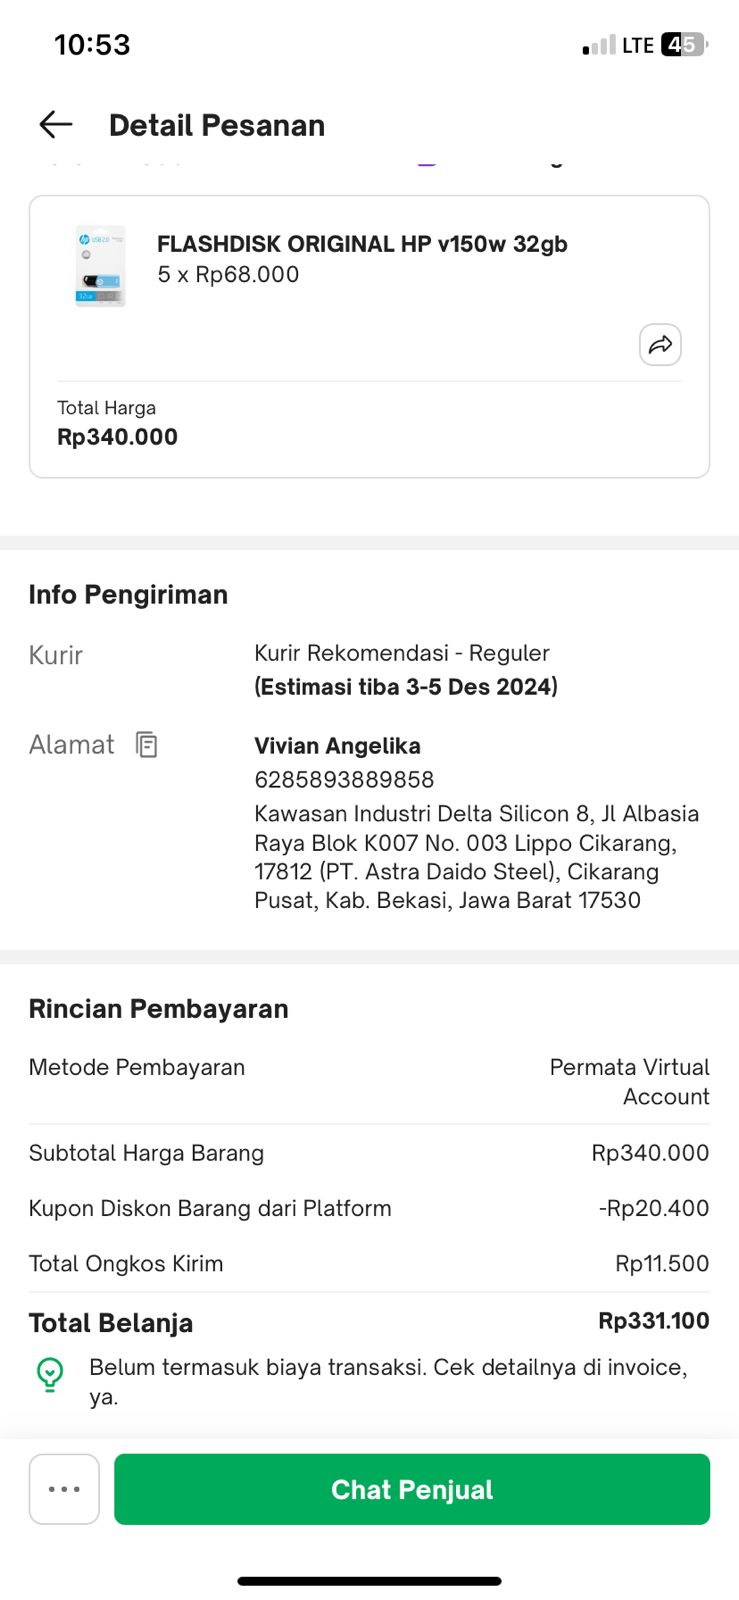 10:53
LTE 45
Detail Pesanan
FLASHDISK ORIGINAL HP v150w 32gb
5 x Rp68.000
Total Harga
Rp340.000
Info Pengiriman
Kurir
Kurir Rekomendasi - Reguler
(Estimasi tiba 3-5 Des 2024)
Alamat
Vivian Angelika
6285893889858
Kawasan Industri Delta Silicon 8, Jl Albasia
Raya Blok K007 No. 003 Lippo Cikarang,
17812 (PT. Astra Daido Steel), Cikarang
Pusat, Kab. Bekasi, Jawa Barat 17530
Rincian Pembayaran
Metode Pembayaran
Permata Virtual
Account
Subtotal Harga Barang
Rp340.000
Kupon Diskon Barang dari Platform
-Rp20.400
Total Ongkos Kirim
Rp11.500
Total Belanja
Rp331.100
Belum termasuk biaya transaksi. Cek detailnya di invoice,
ya.
Chat Penjual